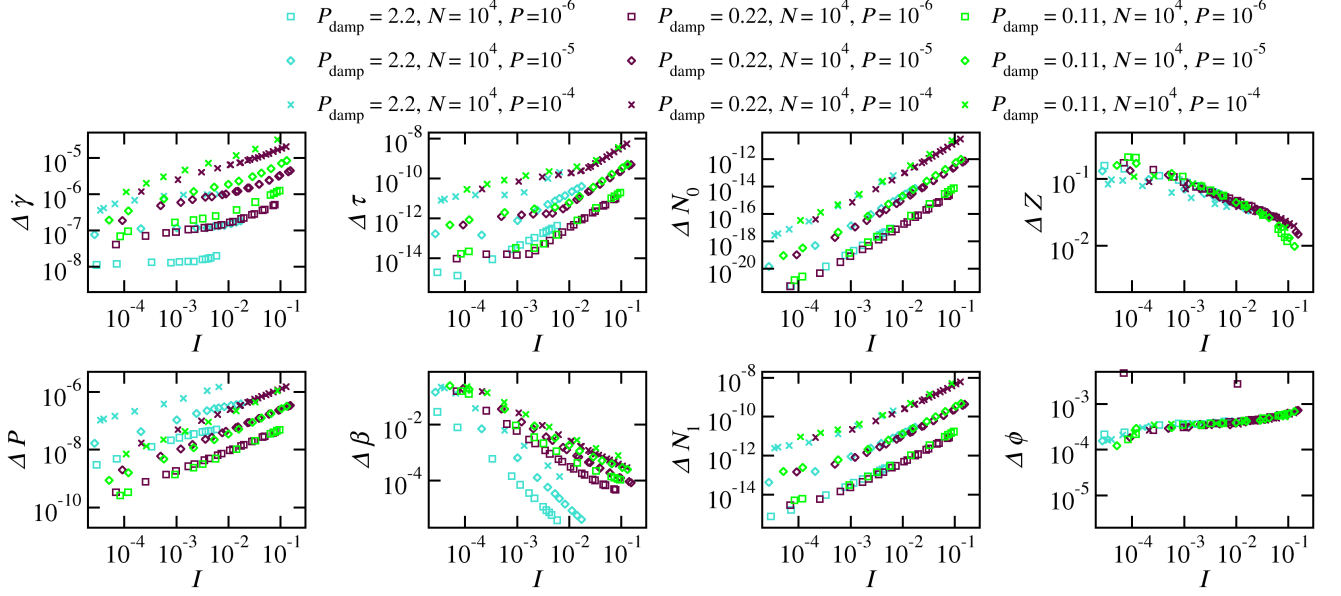 P_damp = 2.2, N = 10^4, P=10^-6 P_damp = 0.22, N = 10^4, P=10^-6 P_damp = 0.11, N= 10^4, P = 10^-6
P_damp = 2.2, N = 10^4, P=10^-5 P_damp = 0.22, N = 10^4, P=10^-5 P_damp = 0.11, N= 10^4, P = 10^-5
P_damp = 2.2, N = 10^4, P=10^-4 P_damp = 0.22, N = 10^4, P=10^-4 P_damp = 0.11, N=10^4, P = 10^-4
Δ γ̇
10^-5
10^-6
10^-7
10^-8
10^-4 10^-3 10^-2 10^-1
I
Δ τ
10^-8
10^-10
10^-12
10^-14
10^-4 10^-3 10^-2 10^-1
I
Δ N_0
10^-12
10^-14
10^-16
10^-18
10^-20
10^-4 10^-3 10^-2 10^-1
I
Δ Z
10^-1
10^-2
10^-4 10^-3 10^-2 10^-1
I
Δ P
10^-6
10^-8
10^-10
10^-4 10^-3 10^-2 10^-1
I
Δ β
10^-2
10^-4
10^-4 10^-3 10^-2 10^-1
I
Δ N_1
10^-8
10^-10
10^-12
10^-14
10^-4 10^-3 10^-2 10^-1
I
Δ ϕ
10^-3
10^-4
10^-5
10^-4 10^-3 10^-2 10^-1
I